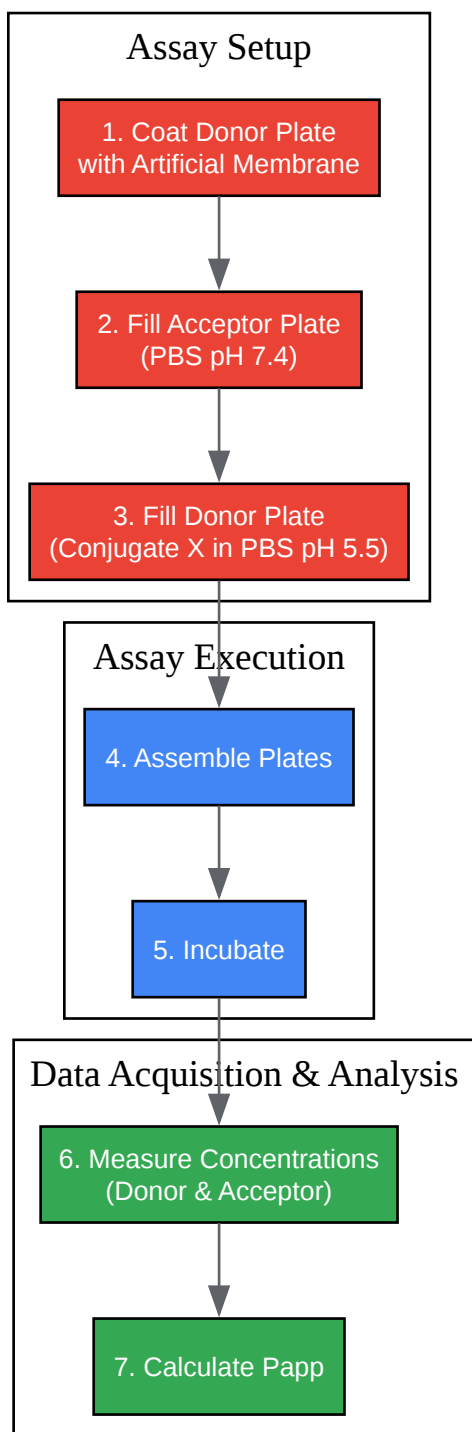 Assay Setup
1. Coat Donor Plate
with Artificial Membrane
2. Fill Acceptor Plate
(PBS pH 7.4)
3. Fill Donor Plate
(Conjugate X in PBS pH 5.5)
Assay Execution
4. Assemble Plates
5. Incubate
Data Acquisition & Analysis
6. Measure Concentrations
(Donor & Acceptor)
7. Calculate Papp